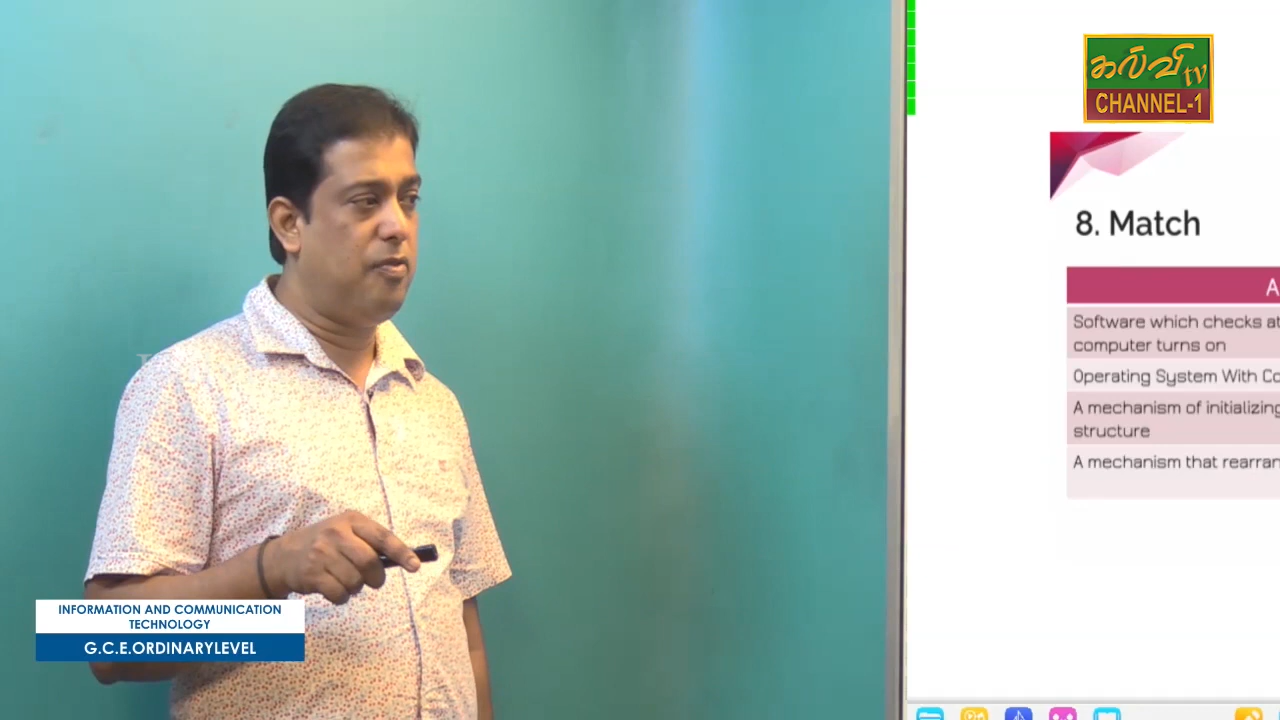 கல்வி tv
CHANNEL-1
8. Match
A
Software which checks at
computer turns on
Operating System With Co
A mechanism of initializing
structure
A mechanism that rearran
INFORMATION AND COMMUNICATION
TECHNOLOGY
G.C.E.ORDINARYLEVEL